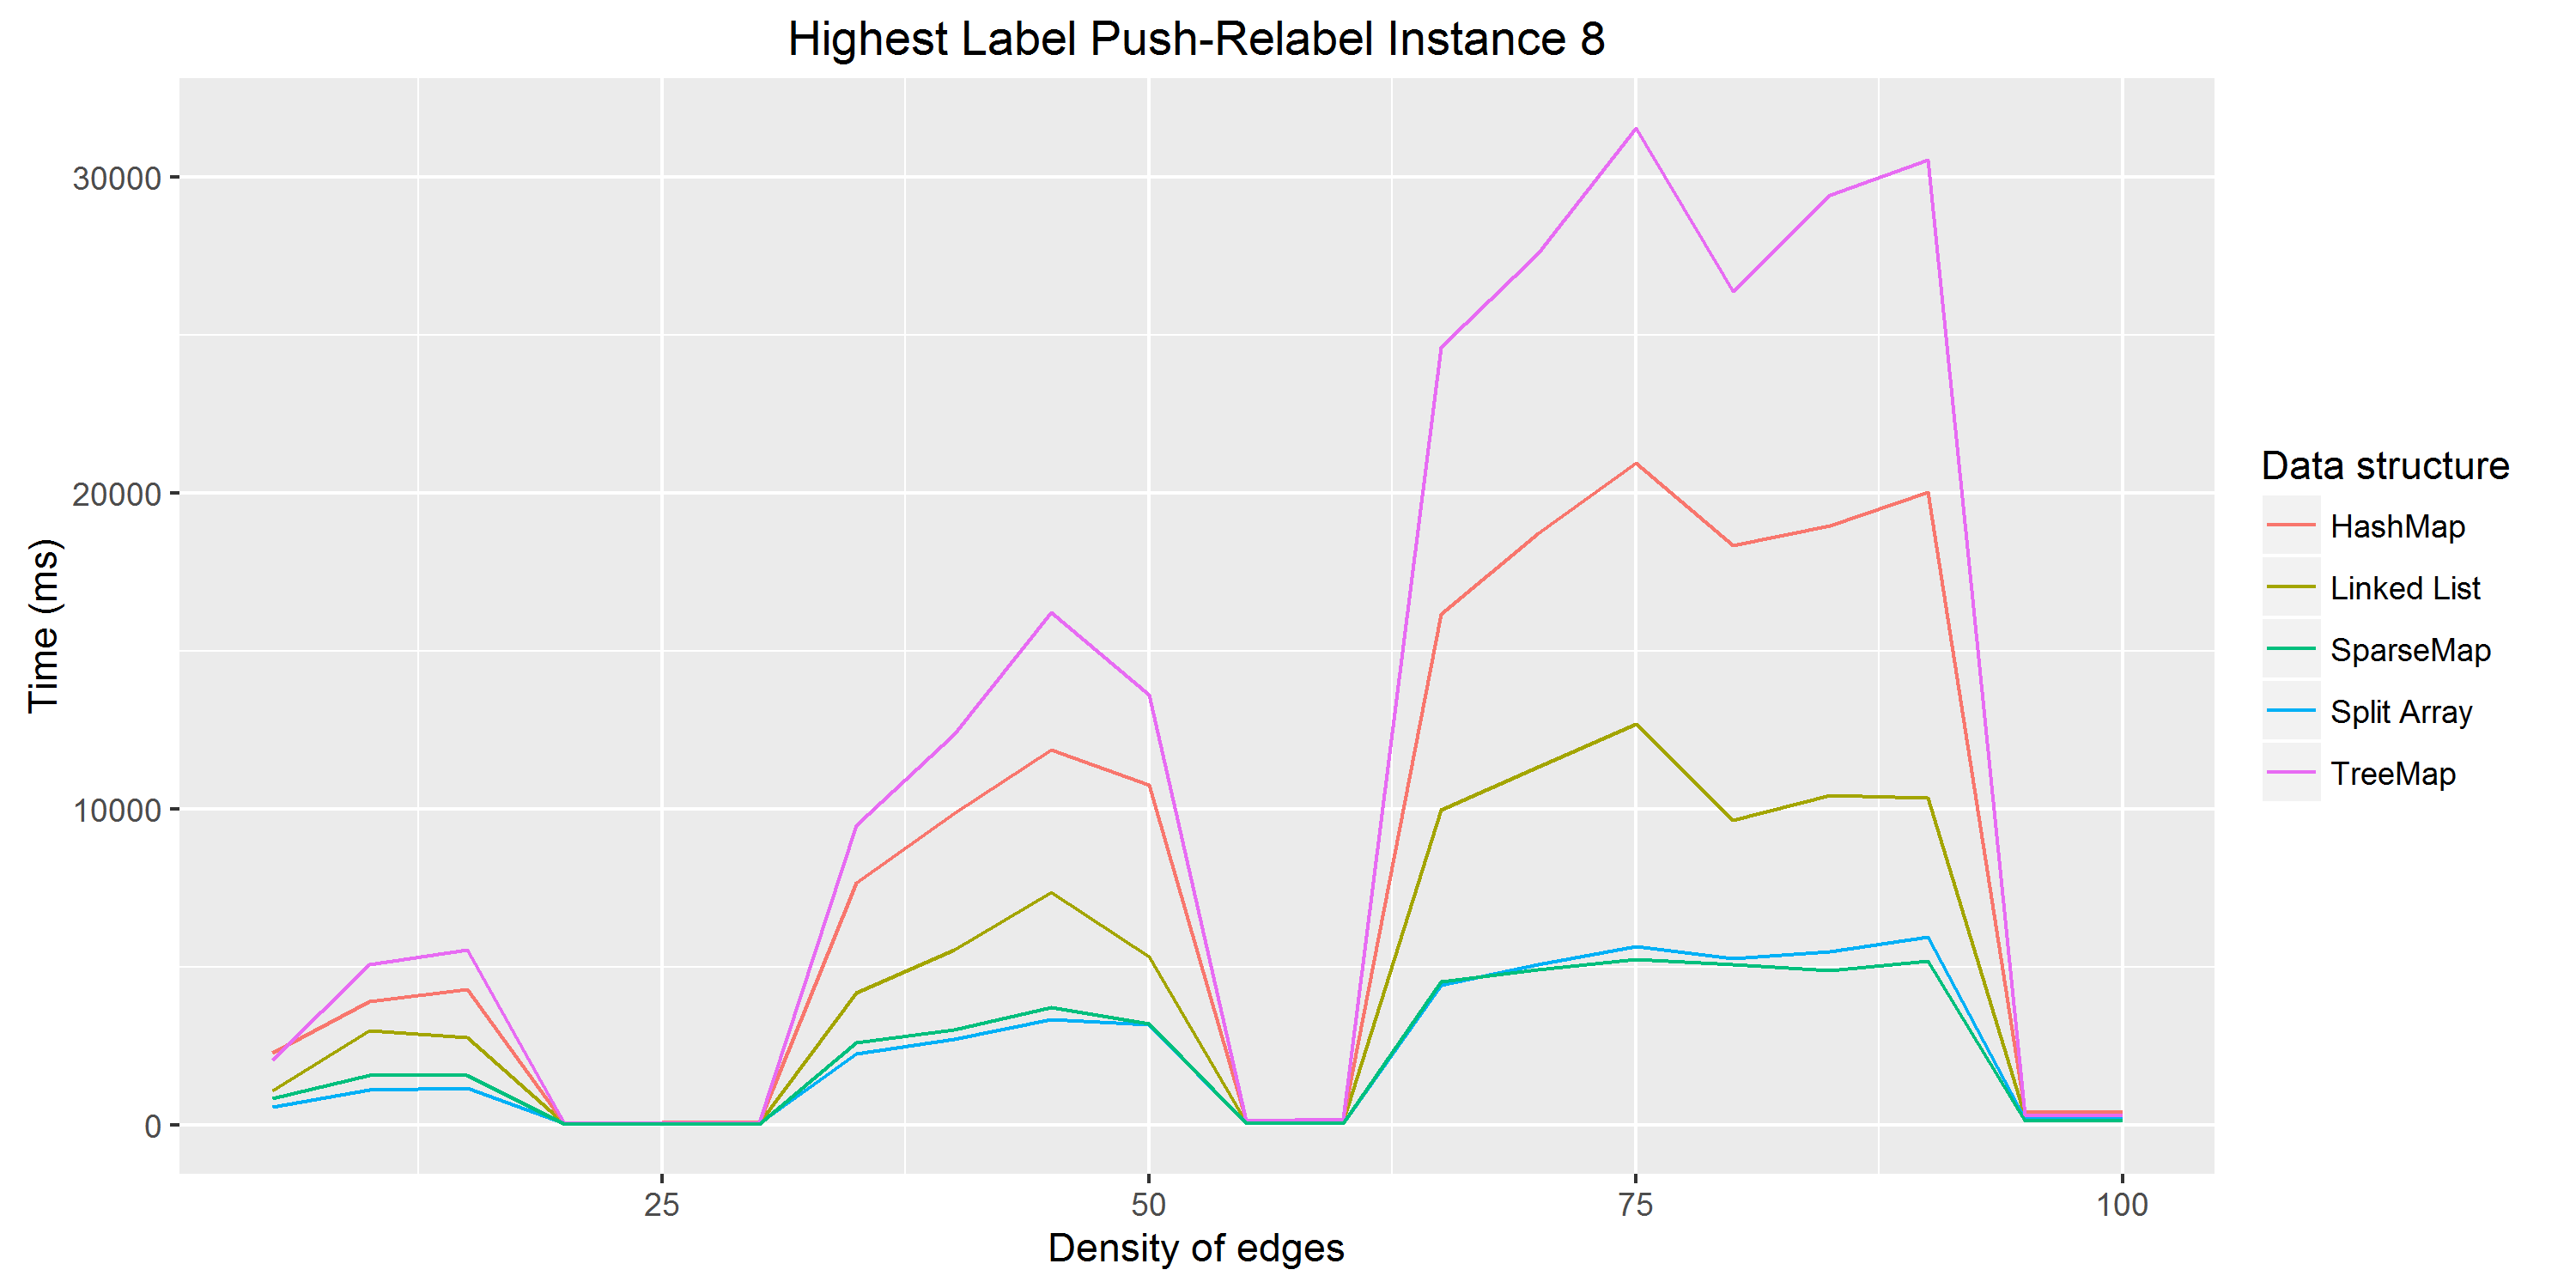 Highest Label Push-Relabel Instance 8
Time (ms)
30000
20000
10000
0
25 50 75 100
Density of edges
Data structure
HashMap
Linked List
SparseMap
Split Array
TreeMap